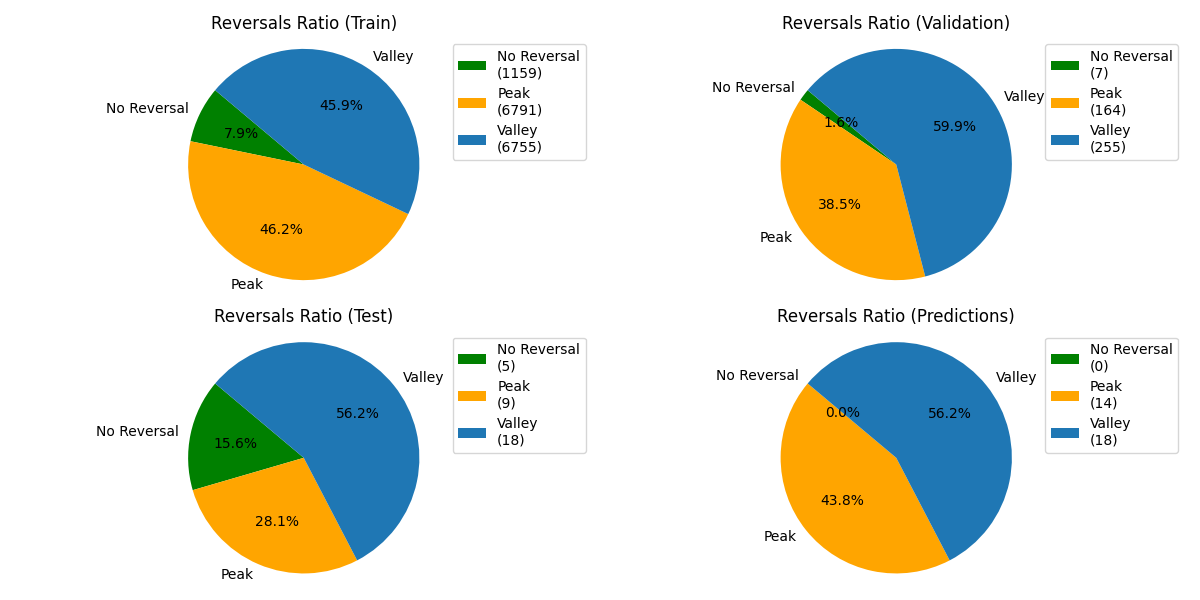 Reversals Ratio (Train)
Valley
No Reversal
45.9%
7.9%
46.2%
Peak
No Reversal
(1159)
Peak
(6791)
Valley
(6755)
Reversals Ratio (Validation)
No Reversal
Valley
1.6%
59.9%
38.5%
Peak
No Reversal
(7)
Peak
(164)
Valley
(255)
Reversals Ratio (Test)
Valley
No Reversal
56.2%
15.6%
28.1%
Peak
No Reversal
(5)
Peak
(9)
Valley
(18)
Reversals Ratio (Predictions)
No Reversal
Valley
0.0%
56.2%
43.8%
Peak
No Reversal
(0)
Peak
(14)
Valley
(18)